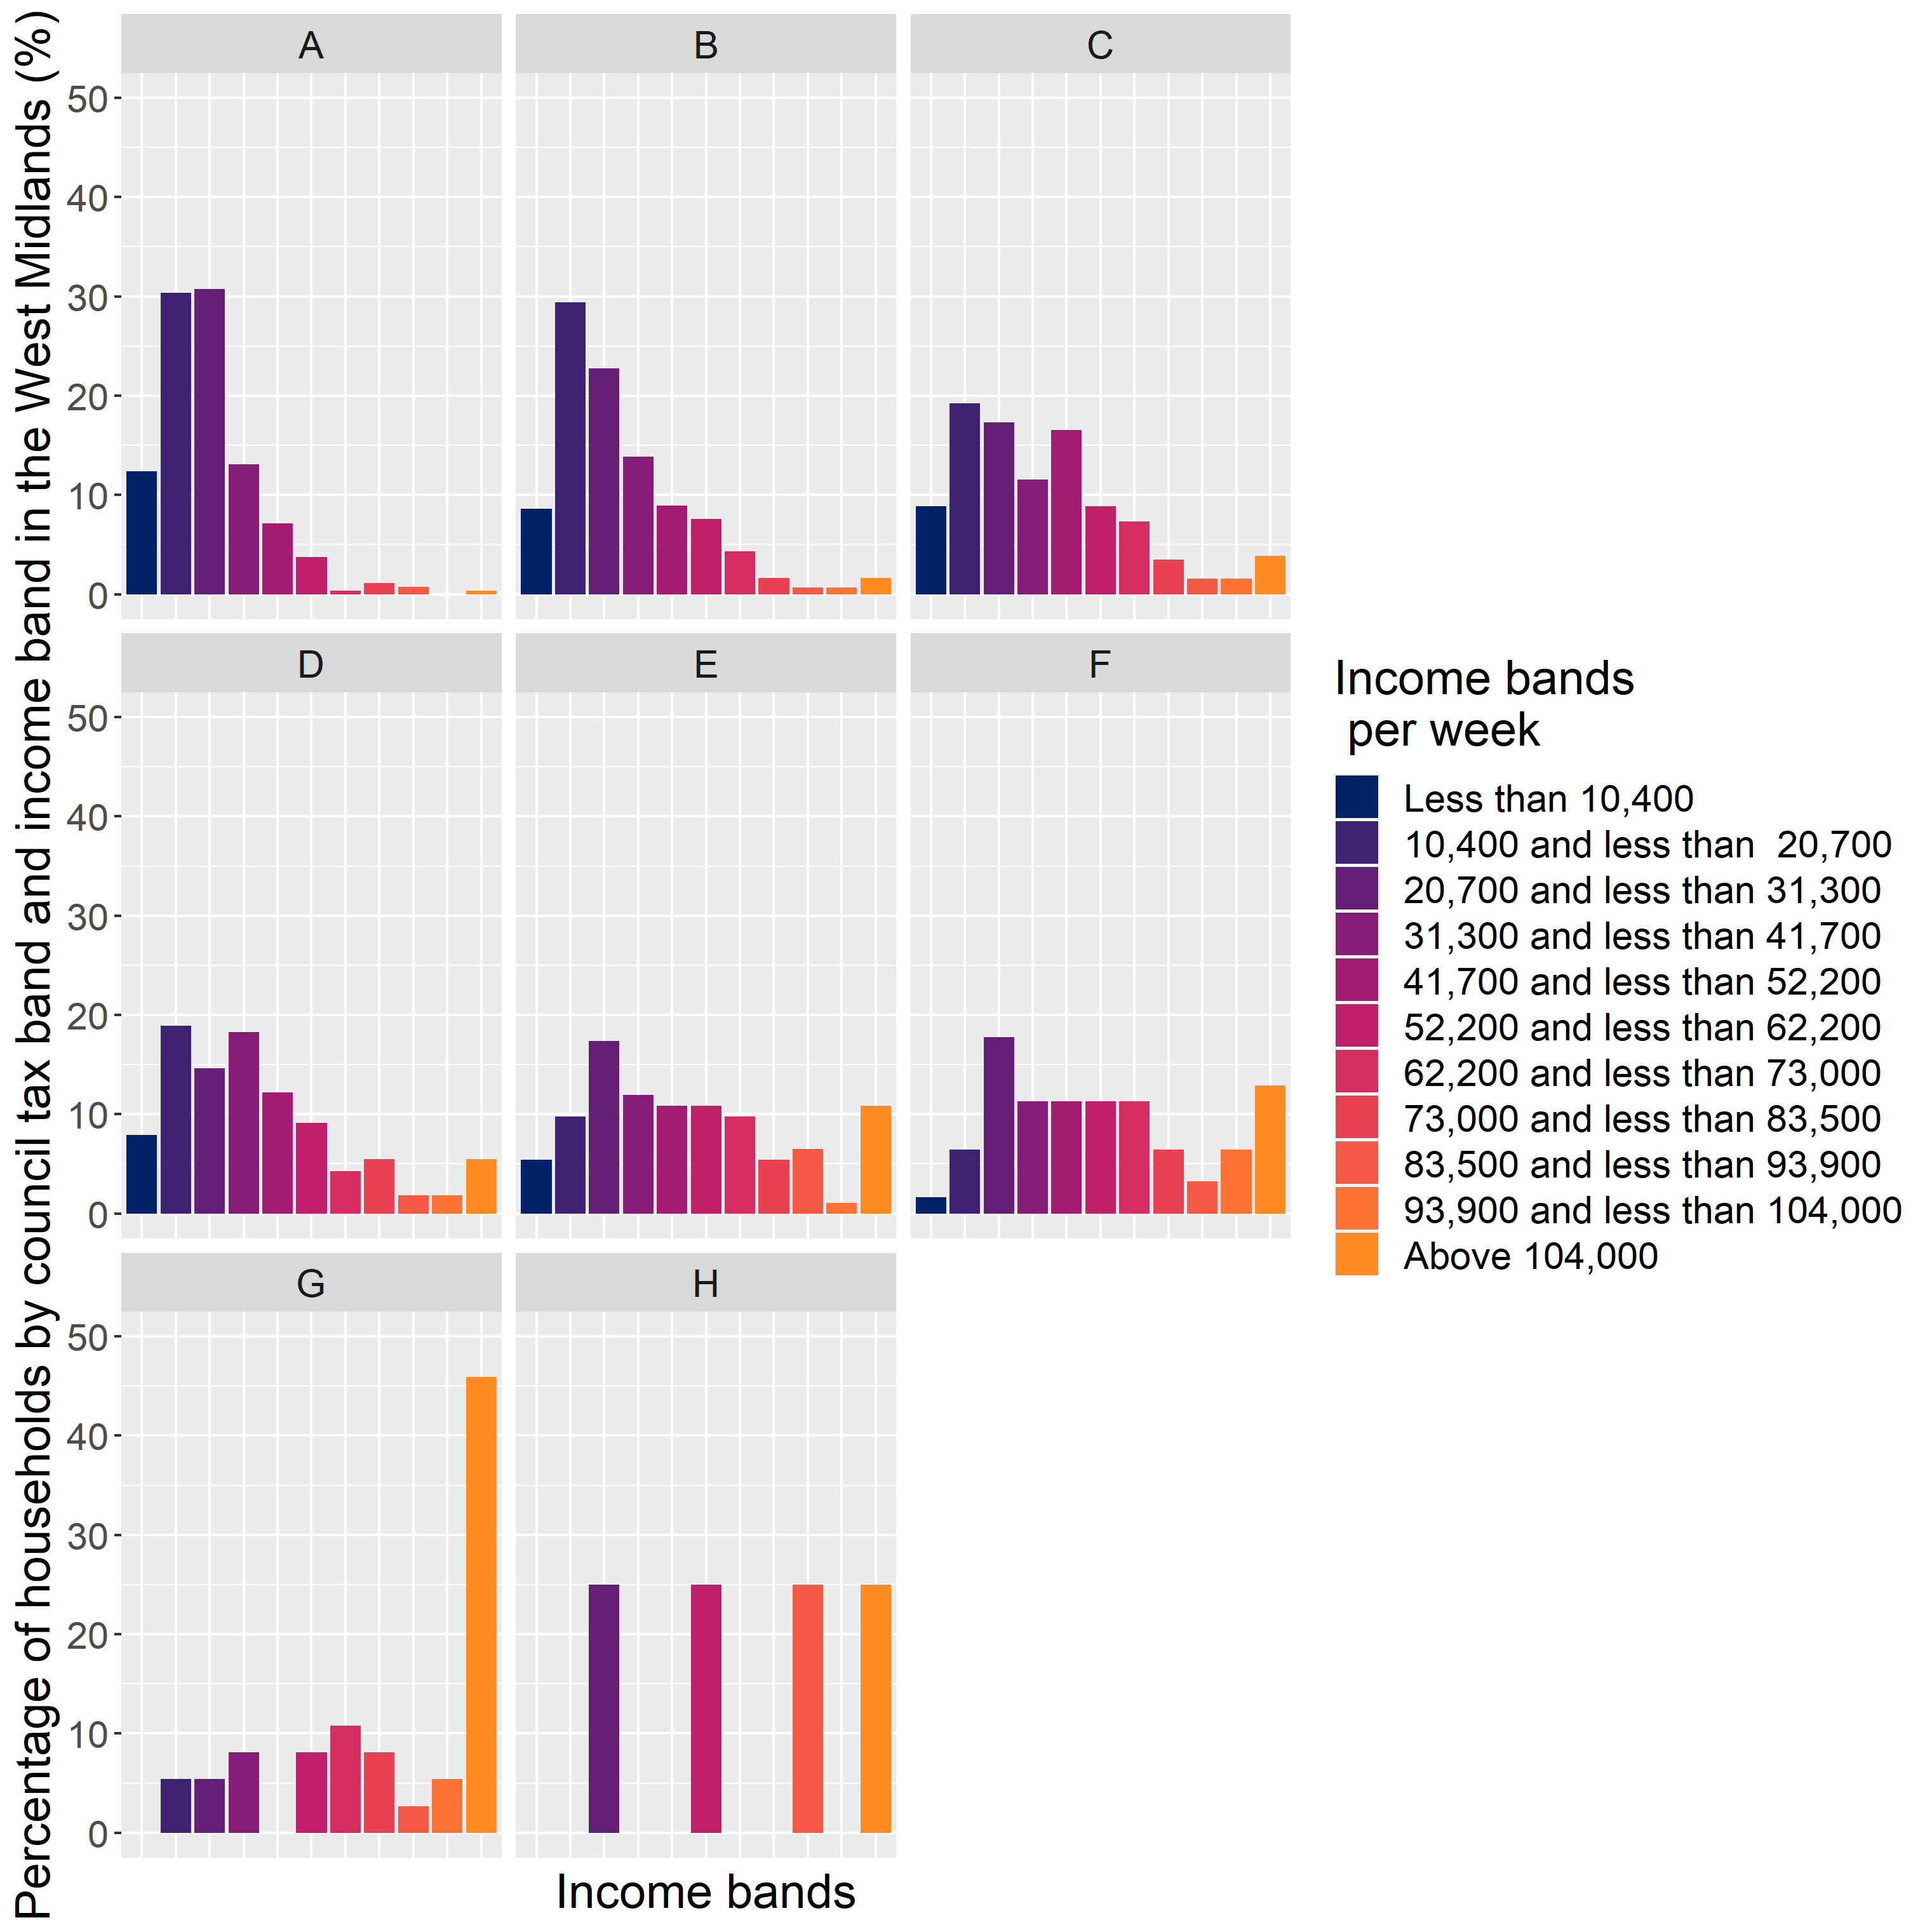 Percentage of households by council tax band and income band in the West Midlands (%)
A
B
C
50
40
30
20
10
0
D
E
F
50
40
30
20
10
0
G
H
50
40
30
20
10
0
Income bands
Income bands
per week
Less than 10,400
10,400 and less than  20,700
20,700 and less than 31,300
31,300 and less than 41,700
41,700 and less than 52,200
52,200 and less than 62,200
62,200 and less than 73,000
73,000 and less than 83,500
83,500 and less than 93,900
93,900 and less than 104,000
Above 104,000